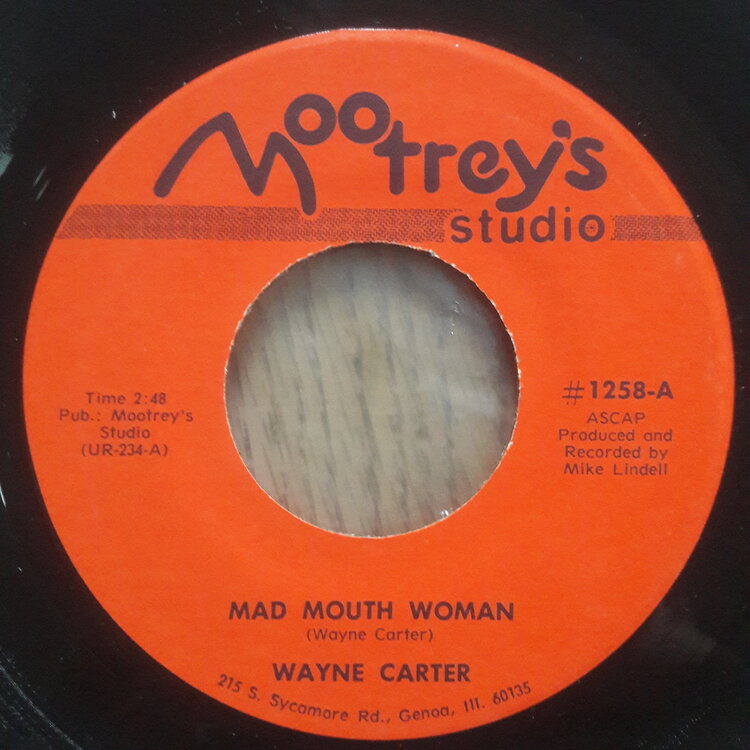 Mootrey's
studio
Time 2:48
Pub.: Mootrey's
Studio
(UR-234-A)
#1258-A
ASCAP
Produced and
Recorded by
Mike Lindell
MAD MOUTH WOMAN
(Wayne Carter)
WAYNE CARTER
215 S. Sycamore Rd., Genoa, Ill. 60135